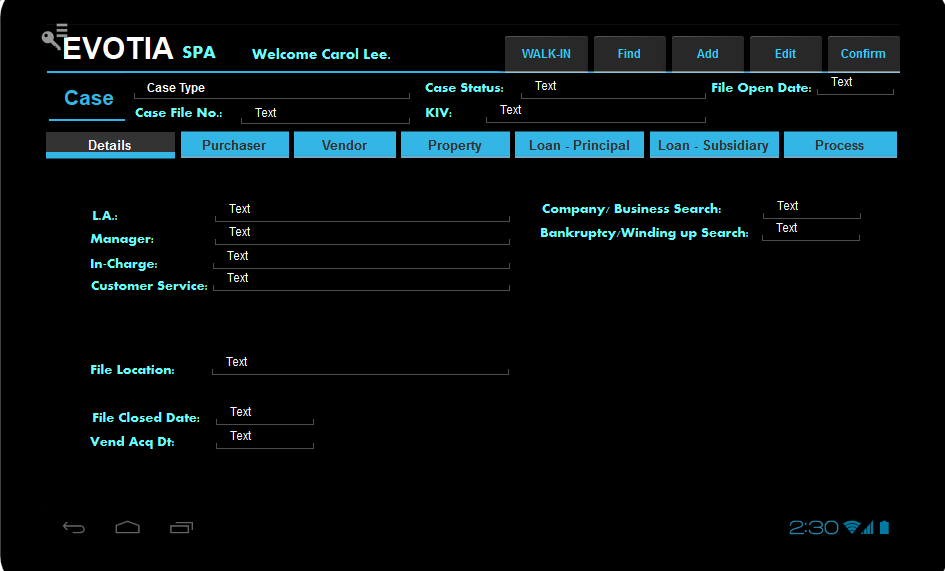 EVOTIA SPA Welcome Carol Lee. WALK-IN Find Add Edit Confirm
Case Case Type Case Status: Text File Open Date: Text
Case File No.: Text KIV: Text
Details Purchaser Vendor Property Loan - Principal Loan - Subsidiary Process
L.A.: Text Company/ Business Search: Text
Manager: Text Bankruptcy/Winding up Search: Text
In-Charge: Text
Customer Service: Text
File Location: Text
File Closed Date: Text
Vend Acq Dt: Text
2:30